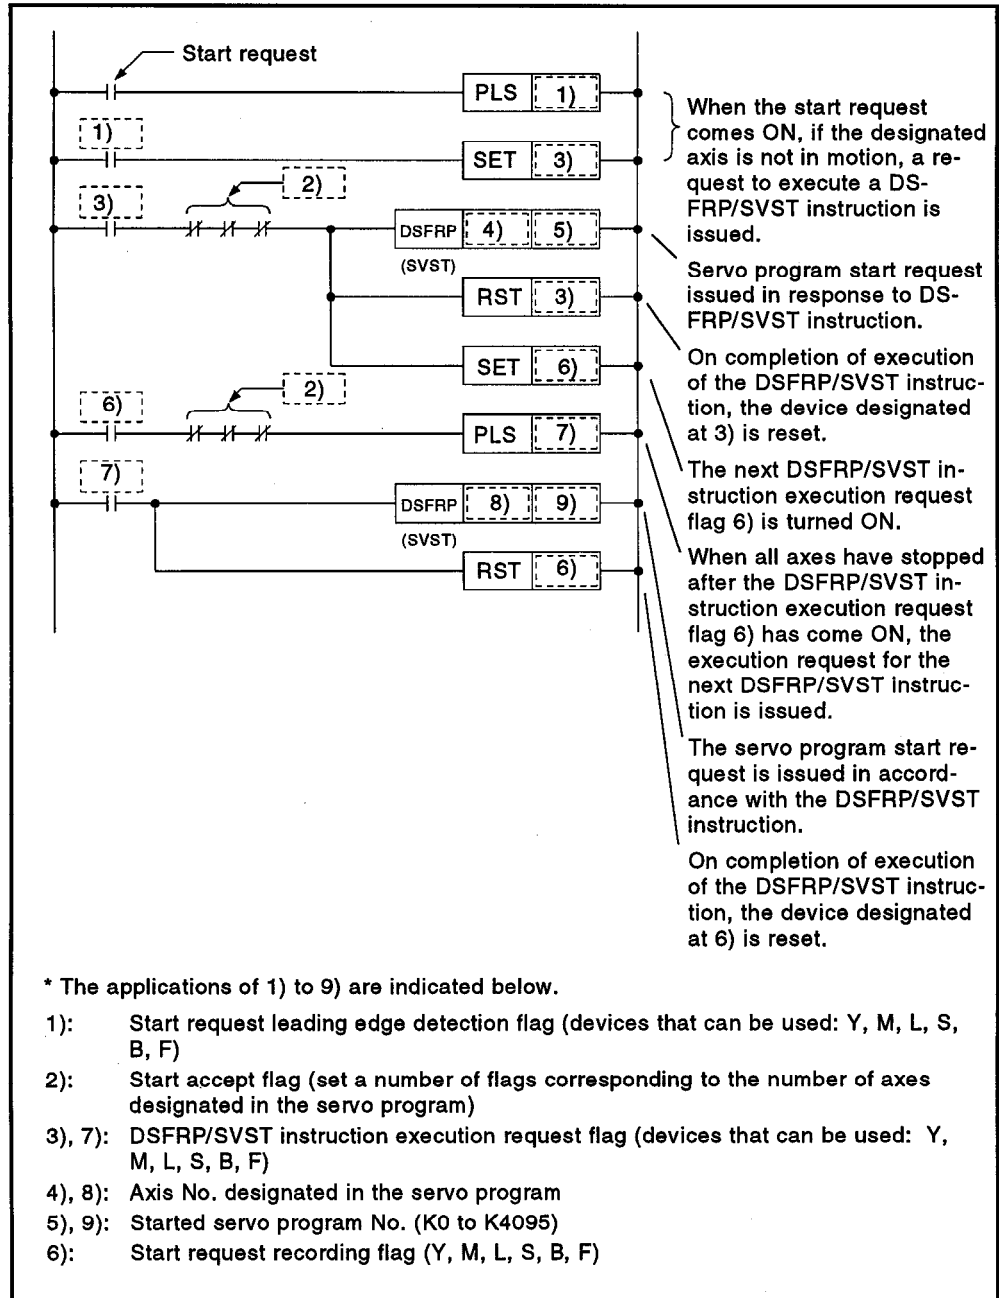 Start request
PLS 1)
1)
SET 3)
2)
3)
DSFRP 4) 5)
(SVST)
RST 3)
SET 6)
2)
6)
PLS 7)
7)
DSFRP 8) 9)
(SVST)
RST 6)
When the start request
comes ON, if the designated
axis is not in motion, a re-
quest to execute a DS-
FRP/SVST instruction is
issued.
Servo program start request
issued in response to DS-
FRP/SVST instruction.
On completion of execution
of the DSFRP/SVST instruc-
tion, the device designated
at 3) is reset.
The next DSFRP/SVST in-
struction execution request
flag 6) is turned ON.
When all axes have stopped
after the DSFRP/SVST in-
struction execution request
flag 6) has come ON, the
execution request for the
next DSFRP/SVST instruc-
tion is issued.
The servo program start re-
quest is issued in accord-
ance with the DSFRP/SVST
instruction.
On completion of execution
of the DSFRP/SVST instruc-
tion, the device designated
at 6) is reset.
* The applications of 1) to 9) are indicated below.
1): Start request leading edge detection flag (devices that can be used: Y, M, L, S,
B, F)
2): Start accept flag (set a number of flags corresponding to the number of axes
designated in the servo program)
3), 7): DSFRP/SVST instruction execution request flag (devices that can be used: Y,
M, L, S, B, F)
4), 8): Axis No. designated in the servo program
5), 9): Started servo program No. (K0 to K4095)
6): Start request recording flag (Y, M, L, S, B, F)